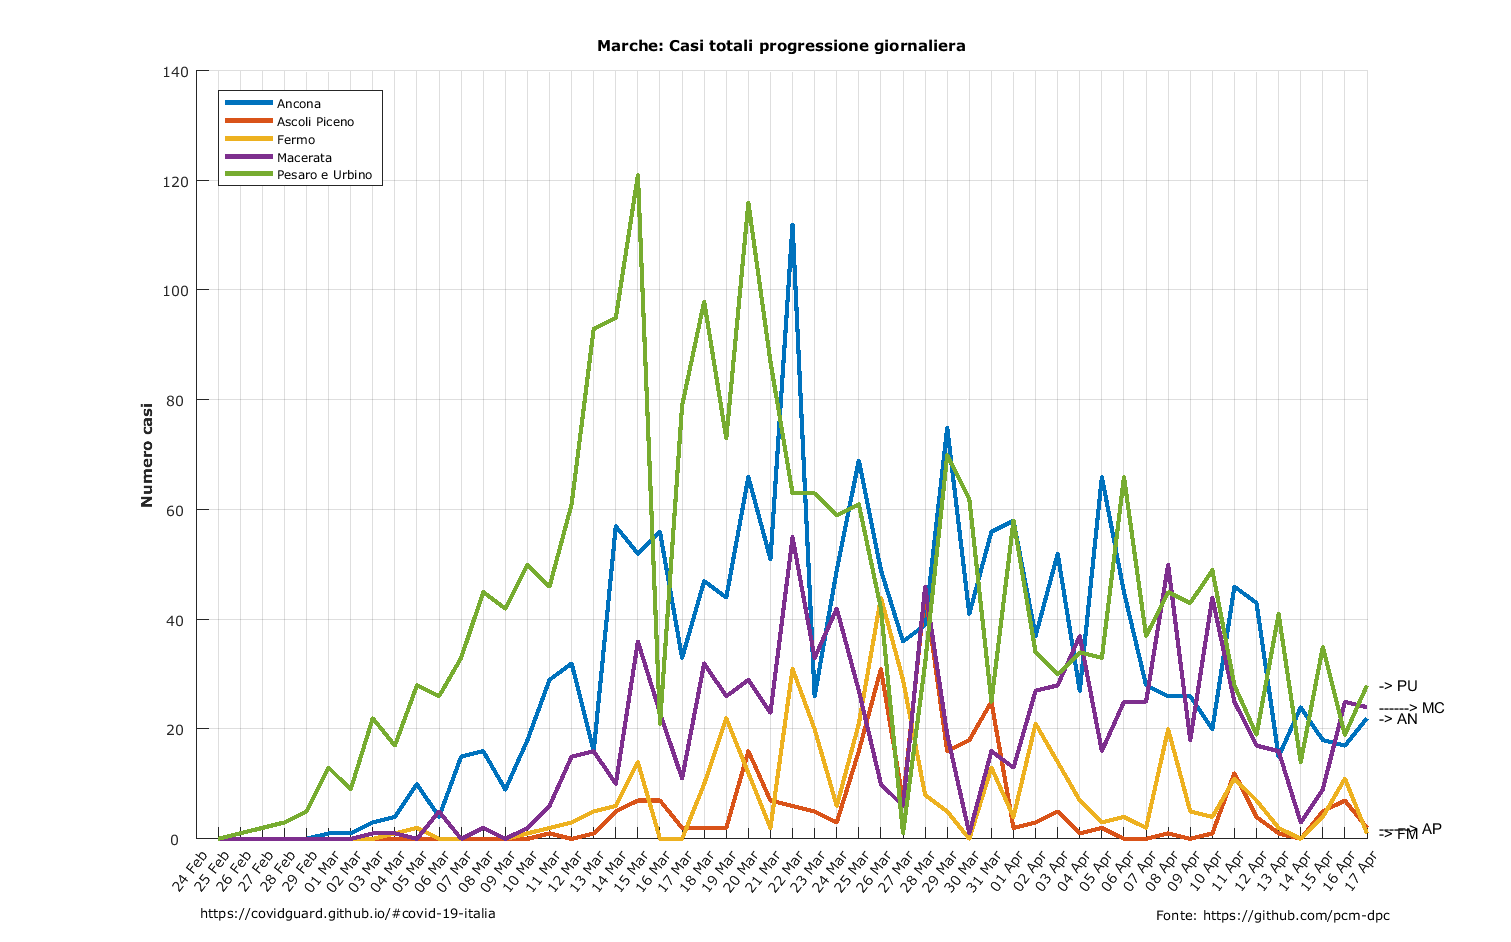 Marche: Casi totali progressione giornaliera
140
120
100
80
60
40
20
0
Numero casi
Ancona
Ascoli Piceno
Fermo
Macerata
Pesaro e Urbino
-> PU
------> MC
-> AN
------> AP
-> FM
24 Feb
25 Feb
26 Feb
27 Feb
28 Feb
29 Feb
01 Mar
02 Mar
03 Mar
04 Mar
05 Mar
06 Mar
07 Mar
08 Mar
09 Mar
10 Mar
11 Mar
12 Mar
13 Mar
14 Mar
15 Mar
16 Mar
17 Mar
18 Mar
19 Mar
20 Mar
21 Mar
22 Mar
23 Mar
24 Mar
25 Mar
26 Mar
27 Mar
28 Mar
29 Mar
30 Mar
31 Mar
01 Apr
02 Apr
03 Apr
04 Apr
05 Apr
06 Apr
07 Apr
08 Apr
09 Apr
10 Apr
11 Apr
12 Apr
13 Apr
14 Apr
15 Apr
16 Apr
17 Apr
https://covidguard.github.io/#covid-19-italia
Fonte: https://github.com/pcm-dpc